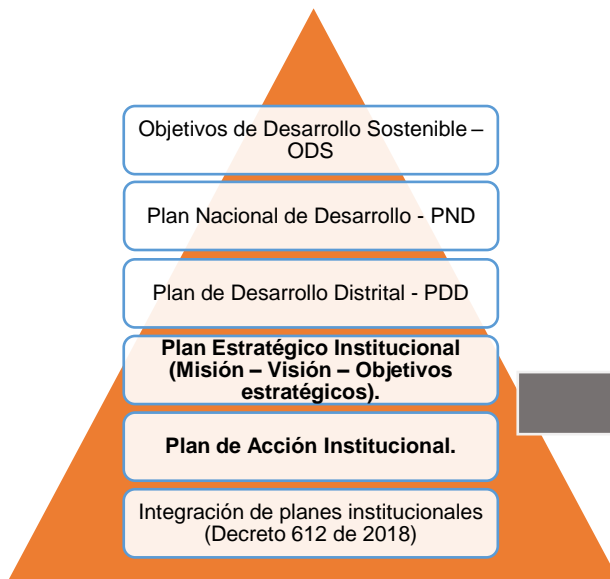 Objetivos de Desarrollo Sostenible –
ODS
Plan Nacional de Desarrollo - PND
Plan de Desarrollo Distrital - PDD
Plan Estratégico Institucional
(Misión – Visión – Objetivos
estratégicos).
Plan de Acción Institucional.
Integración de planes institucionales
(Decreto 612 de 2018)